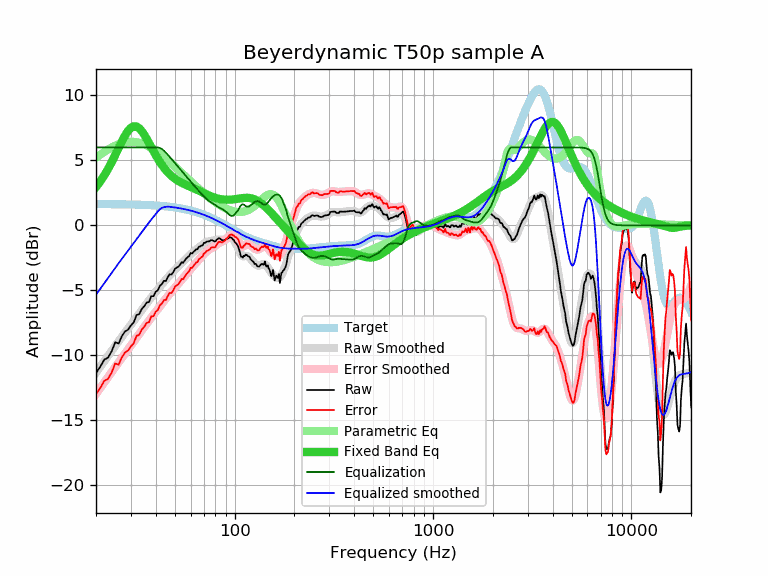 Beyerdynamic T50p sample A
Amplitude (dBr)
10
5
0
−5
−10
−15
−20
Target
Raw Smoothed
Error Smoothed
Raw
Error
Parametric Eq
Fixed Band Eq
Equalization
Equalized smoothed
100
1000
10000
Frequency (Hz)